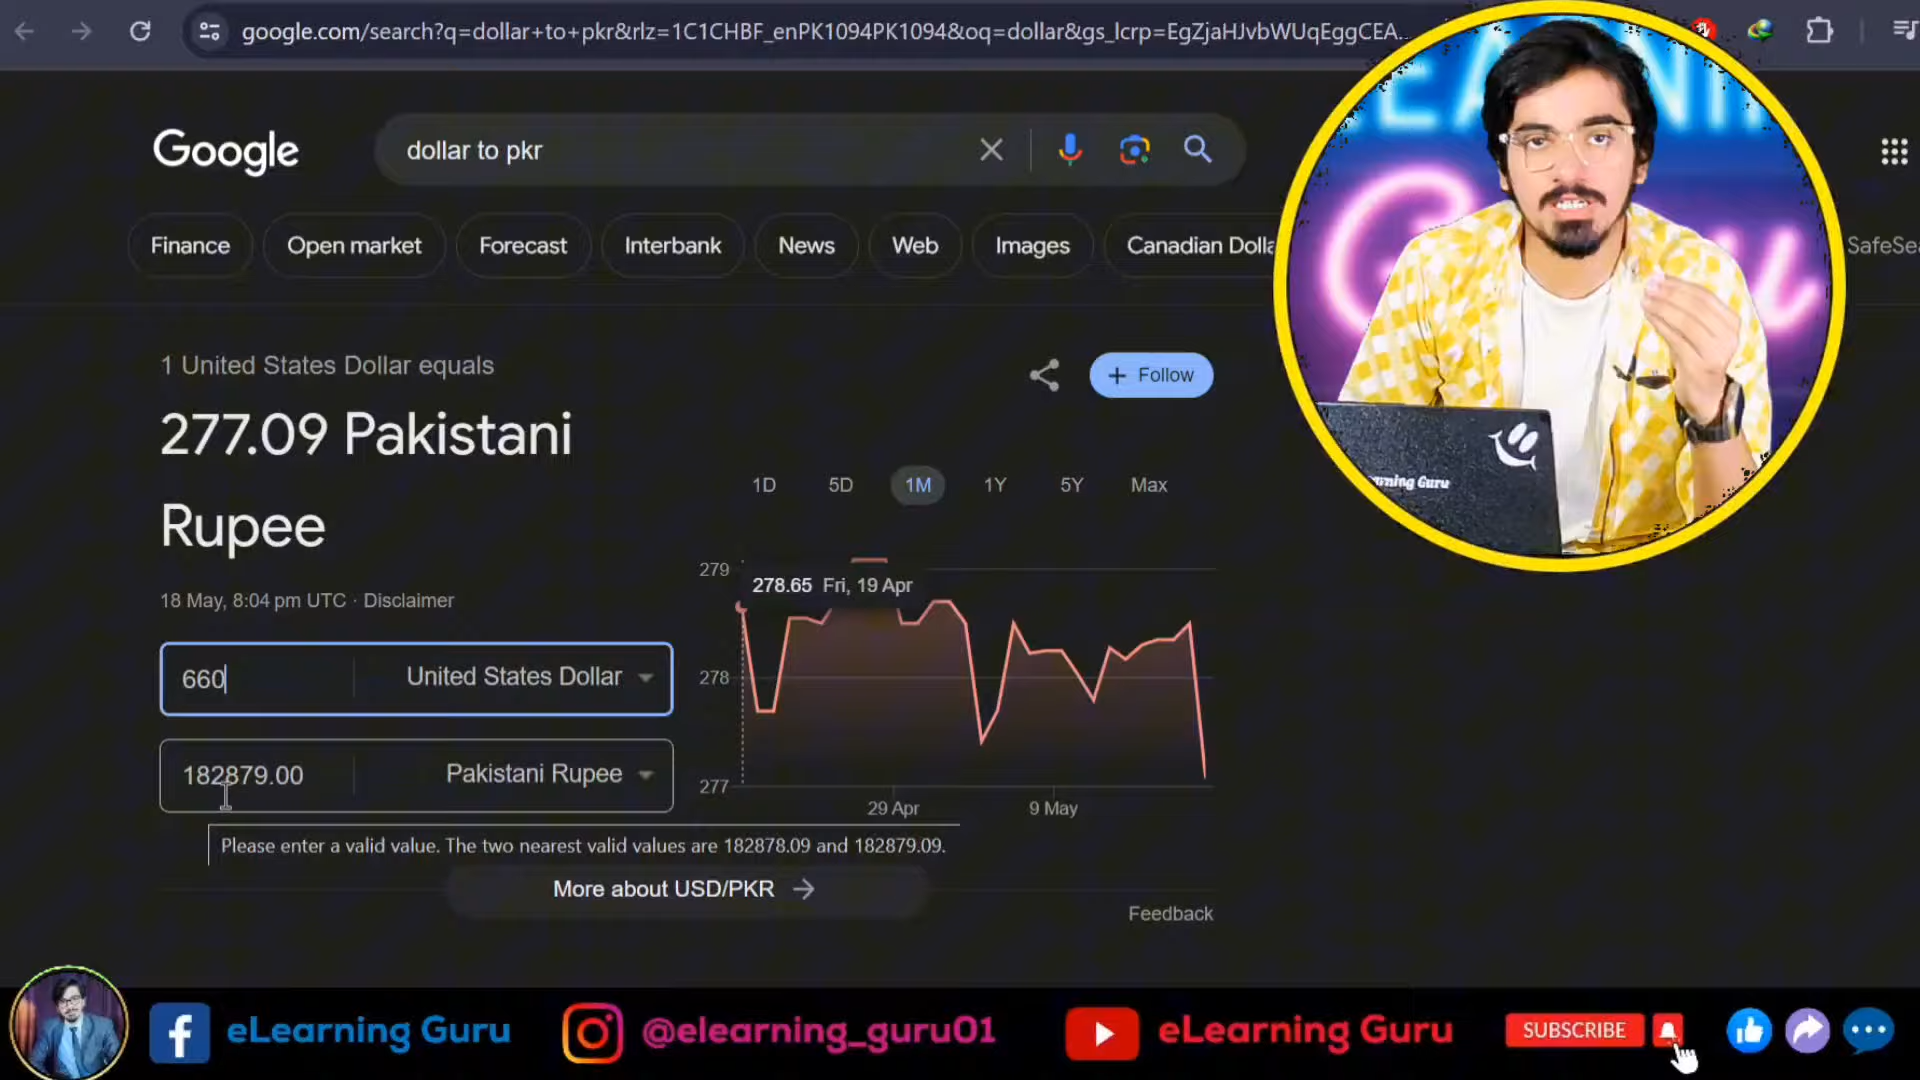 google.com/search?q=dollar+to+pkr&rlz=1C1CHBF_enPK1094PK1094&oq=dollar&gs_lcrp=EgZjaHJvbWUqEggCEA...
Google
dollar to pkr
Finance
Open market
Forecast
Interbank
News
Web
Images
Canadian Dolla
SafeSea
1 United States Dollar equals
277.09 Pakistani
Rupee
18 May, 8:04 pm UTC · Disclaimer
+ Follow
1D
5D
1M
1Y
5Y
Max
279
278.65 Fri, 19 Apr
278
277
29 Apr
9 May
660
United States Dollar
182879.00
Pakistani Rupee
Please enter a valid value. The two nearest valid values are 182878.09 and 182879.09.
More about USD/PKR
Feedback
rning Guru
eLearning Guru
@elearning_guru01
eLearning Guru
SUBSCRIBE